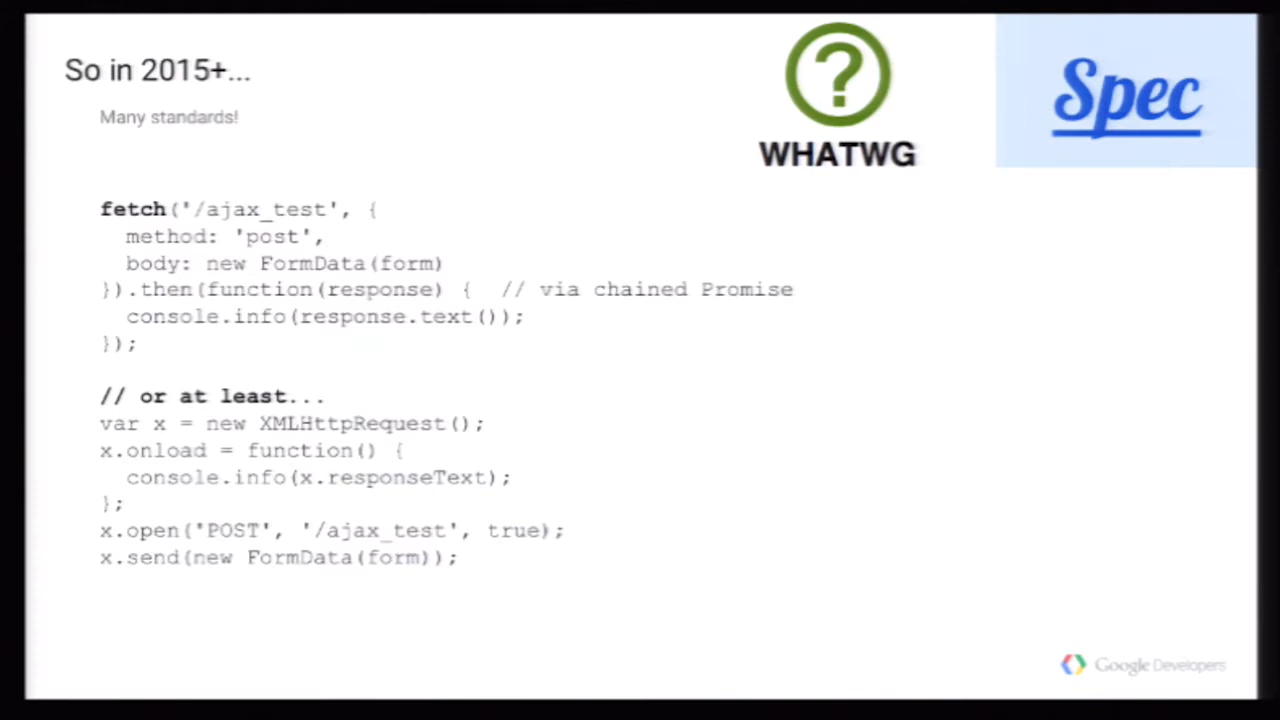 So in 2015+...
Many standards!
?
WHATWG
Spec
fetch('/ajax_test', {
  method: 'post',
  body: new FormData(form)
}).then(function(response) {  // via chained Promise
  console.info(response.text());
});
// or at least...
var x = new XMLHttpRequest();
x.onload = function() {
  console.info(x.responseText);
};
x.open('POST', '/ajax_test', true);
x.send(new FormData(form));
Google Developers